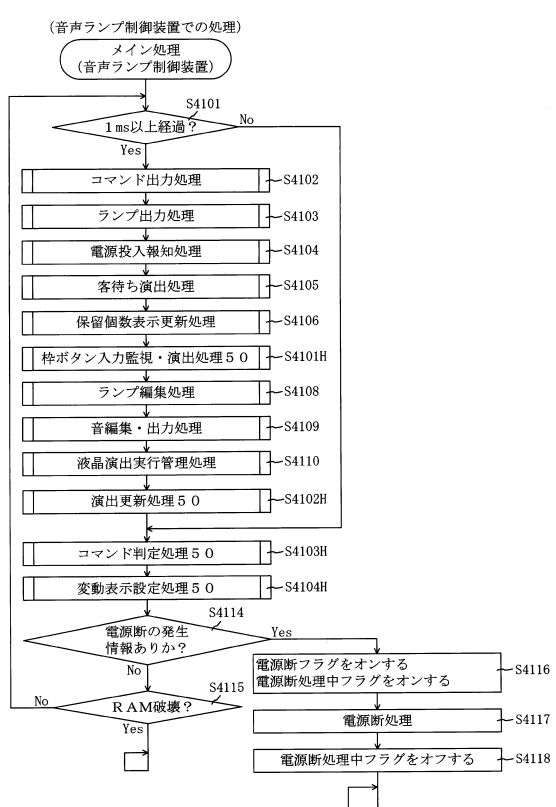 (音声ランプ制御装置での処理)
メイン処理
(音声ランプ制御装置)
S4101
1ms以上経過?
No
Yes
コマンド出力処理 S4102
ランプ出力処理 S4103
電源投入報知処理 S4104
客待ち演出処理 S4105
保留個数表示更新処理 S4106
枠ボタン入力監視・演出処理50 S4101H
ランプ編集処理 S4108
音編集・出力処理 S4109
液晶演出実行管理処理 S4110
演出更新処理50 S4102H
コマンド判定処理50 S4103H
変動表示設定処理50 S4104H
S4114
電源断の発生
情報ありか?
Yes
No
電源断フラグをオンする
電源断処理中フラグをオンする
S4116
S4115
RAM破壊?
No
Yes
電源断処理 S4117
電源断処理中フラグをオフする S4118